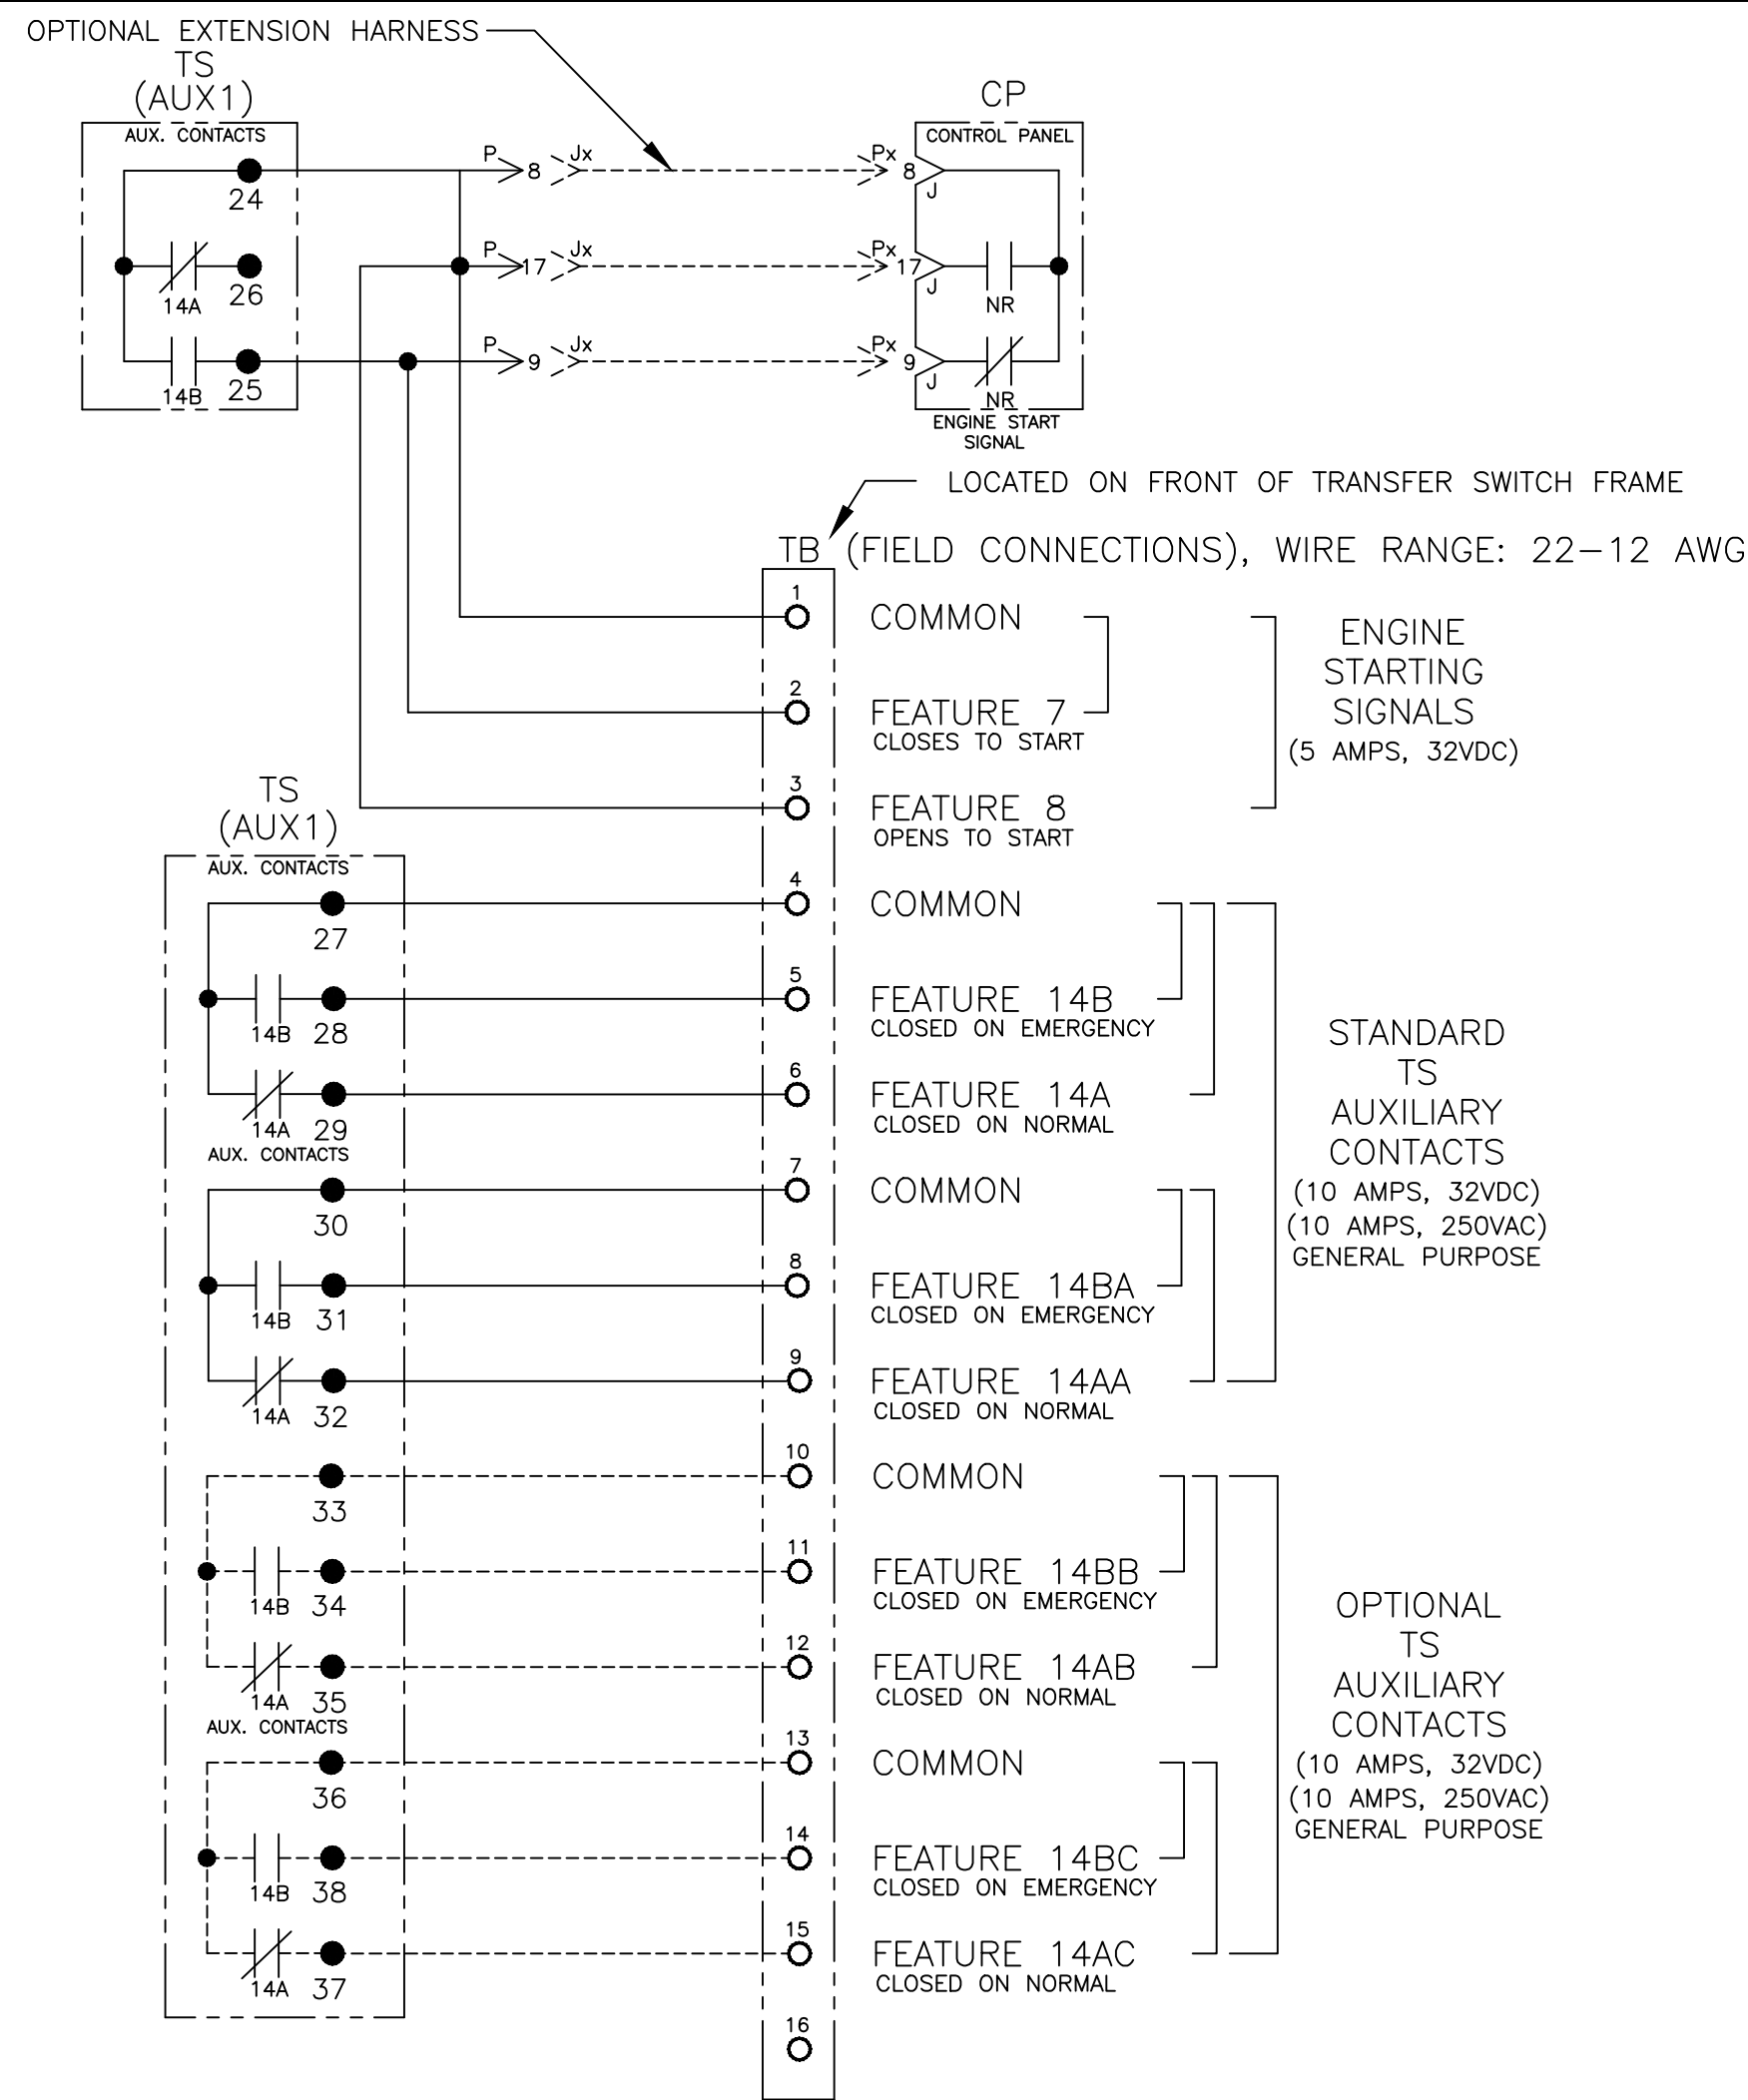 OPTIONAL EXTENSION HARNESS
TS
(AUX1)
AUX. CONTACTS
24
26
14A
25
14B
P
8
Jx
Px
8
J
P
17
Jx
Px
17
J
P
9
Jx
Px
9
J
CP
CONTROL PANEL
NR
NR
ENGINE START
SIGNAL
LOCATED ON FRONT OF TRANSFER SWITCH FRAME
TB (FIELD CONNECTIONS), WIRE RANGE: 22-12 AWG
1
COMMON
2
FEATURE 7
CLOSES TO START
3
FEATURE 8
OPENS TO START
ENGINE
STARTING
SIGNALS
(5 AMPS, 32VDC)
TS
(AUX1)
AUX. CONTACTS
27
4
COMMON
14B
28
5
FEATURE 14B
CLOSED ON EMERGENCY
14A
29
6
FEATURE 14A
CLOSED ON NORMAL
AUX. CONTACTS
30
7
COMMON
14B
31
8
FEATURE 14BA
CLOSED ON EMERGENCY
14A
32
9
FEATURE 14AA
CLOSED ON NORMAL
STANDARD
TS
AUXILIARY
CONTACTS
(10 AMPS, 32VDC)
(10 AMPS, 250VAC)
GENERAL PURPOSE
33
10
COMMON
14B
34
11
FEATURE 14BB
CLOSED ON EMERGENCY
14A
35
12
FEATURE 14AB
CLOSED ON NORMAL
AUX. CONTACTS
36
13
COMMON
14B
38
14
FEATURE 14BC
CLOSED ON EMERGENCY
14A
37
15
FEATURE 14AC
CLOSED ON NORMAL
16
OPTIONAL
TS
AUXILIARY
CONTACTS
(10 AMPS, 32VDC)
(10 AMPS, 250VAC)
GENERAL PURPOSE